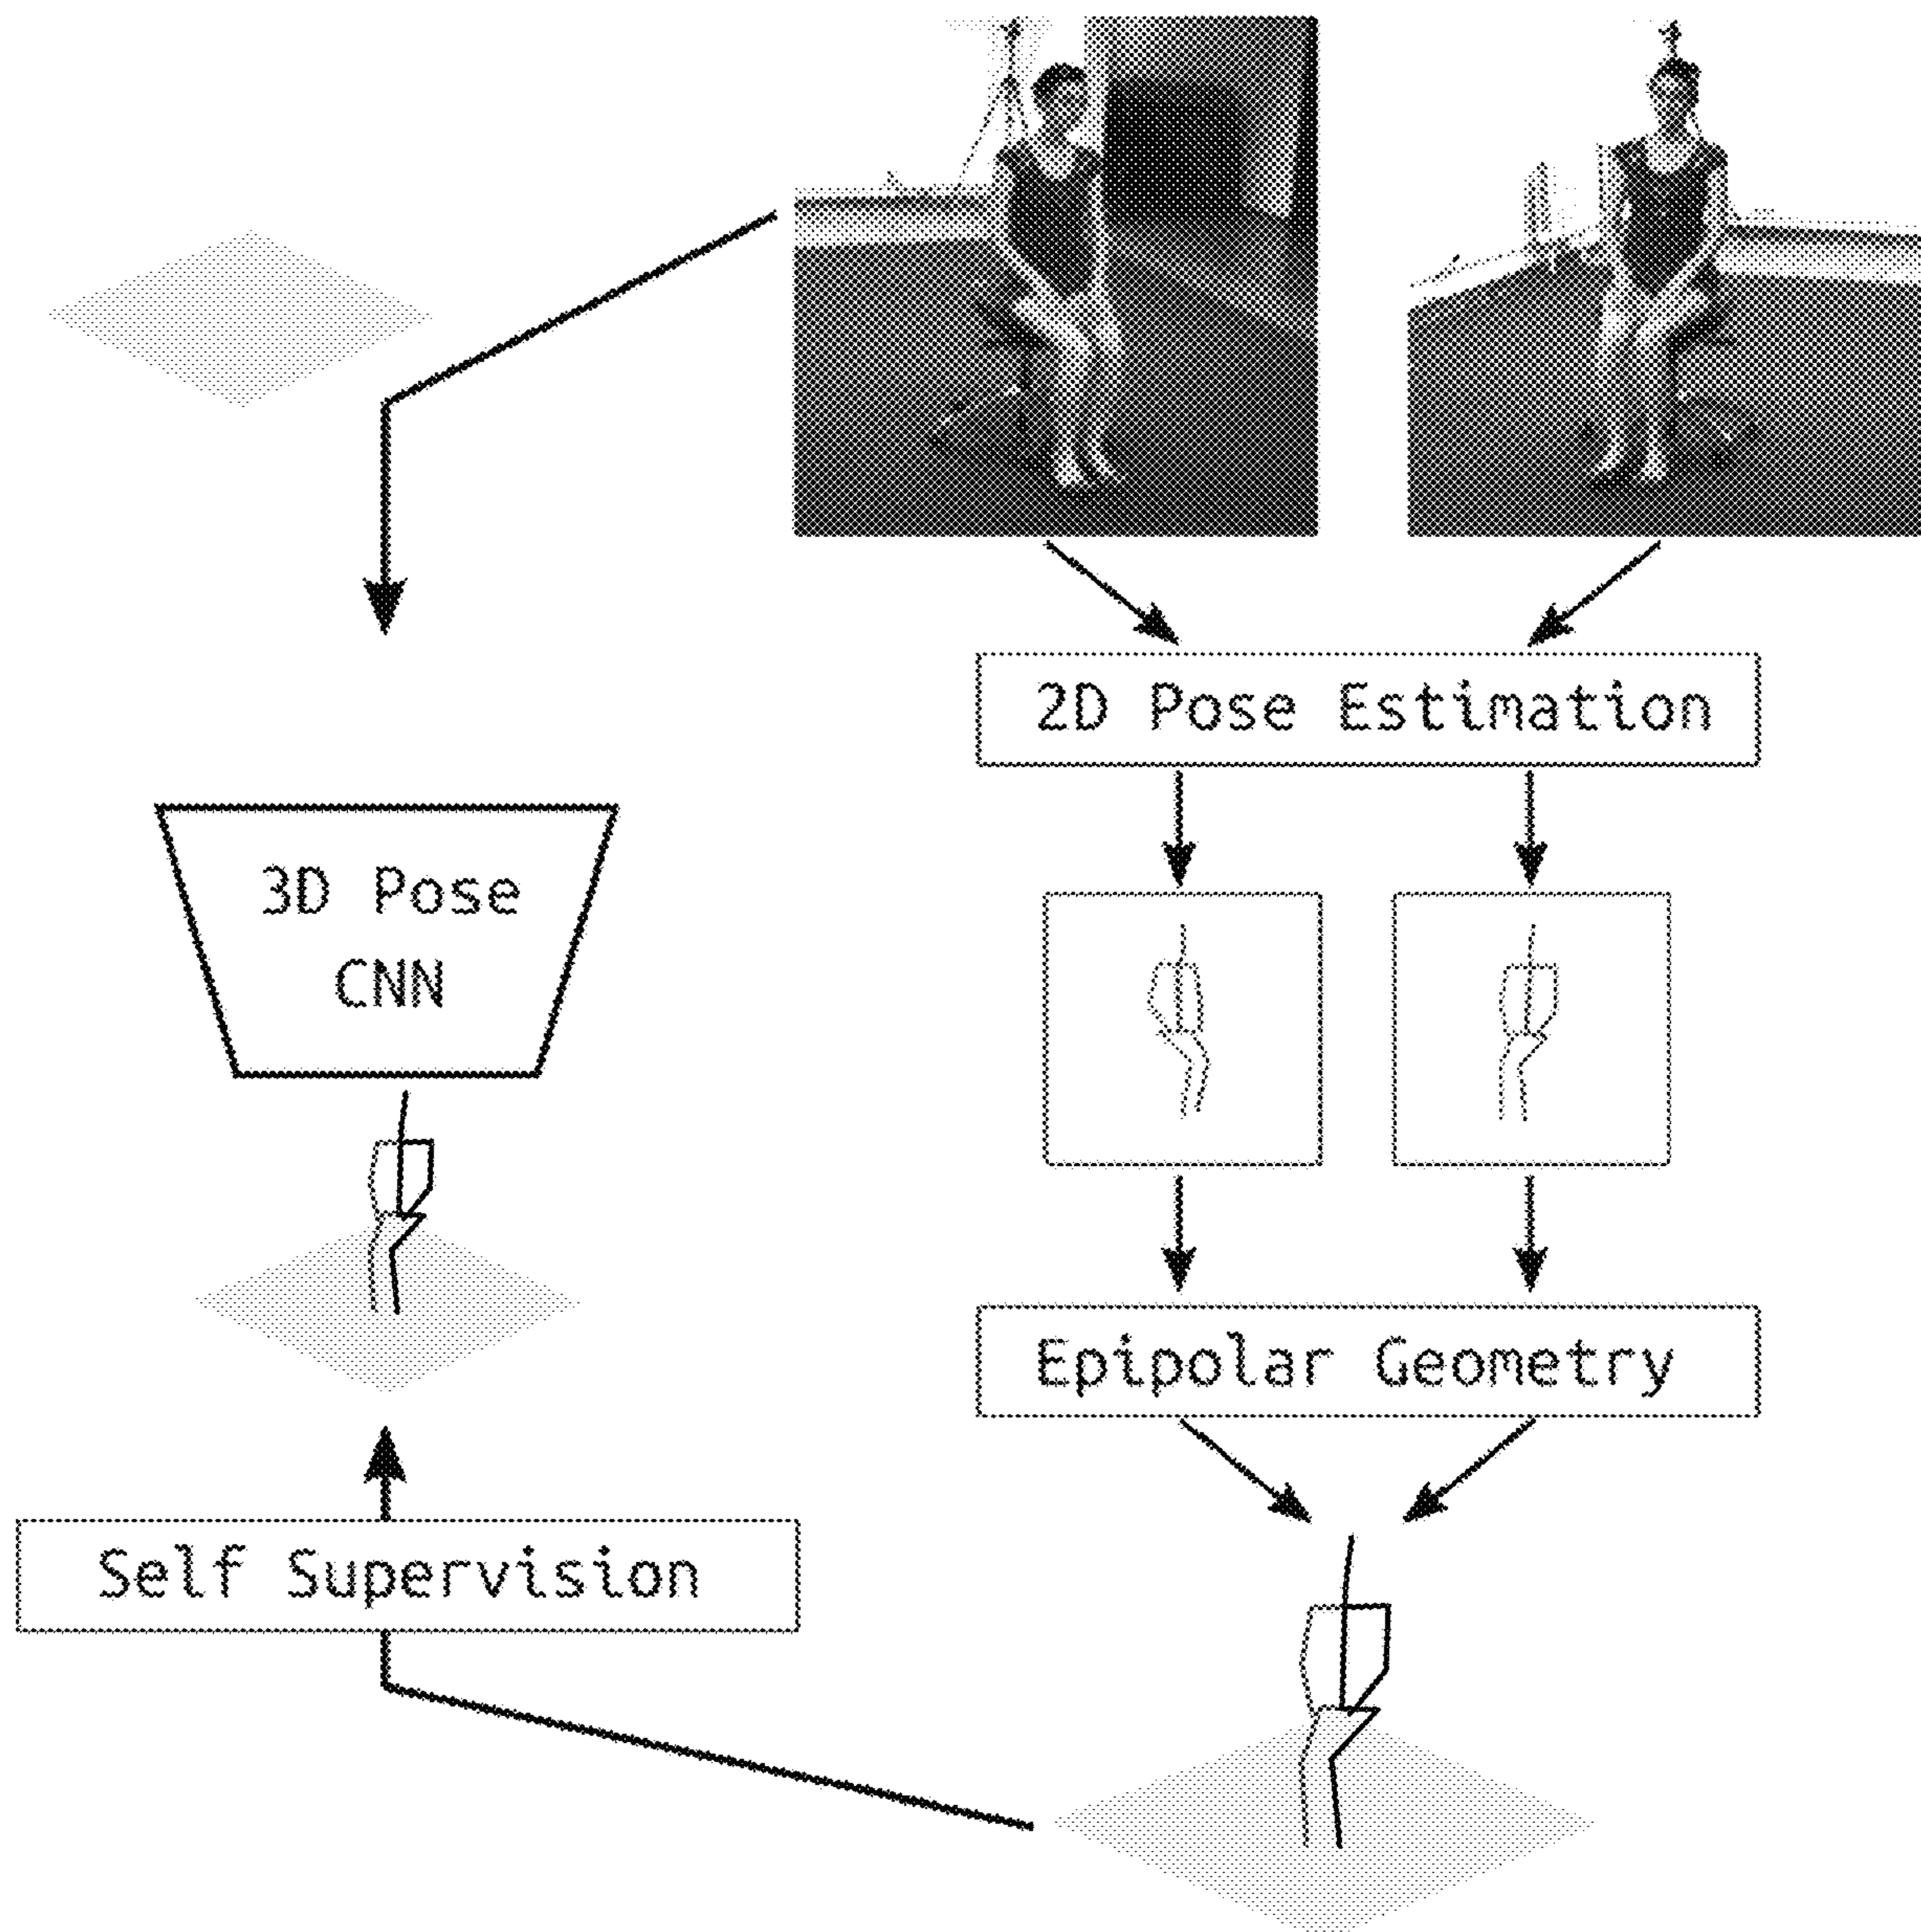 2D Pose Estimation
3D Pose
CNN
Epipolar Geometry
Self Supervision